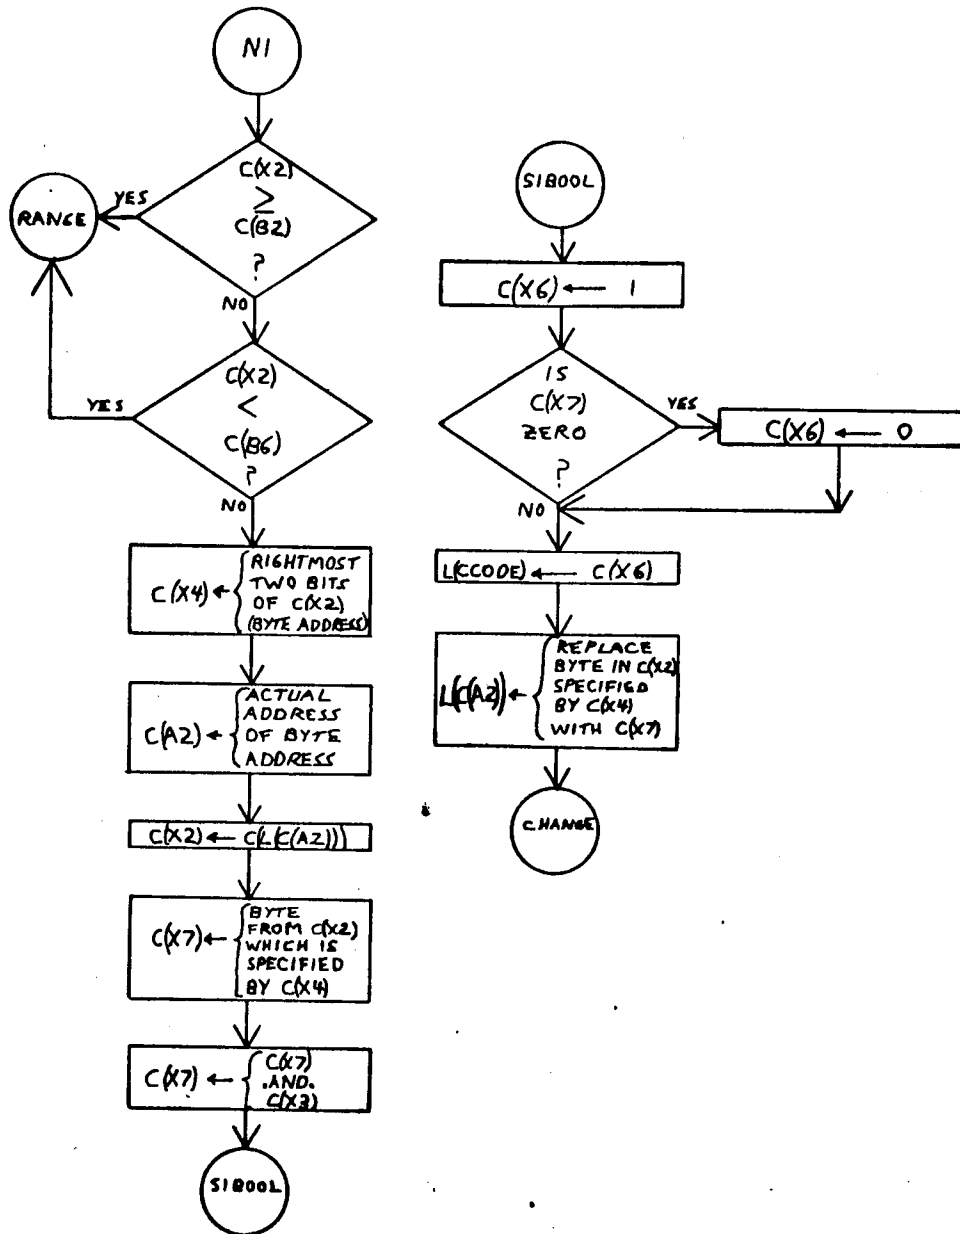 NI
C(X2)
≥
C(B2)
?
YES
RANGE
NO
C(X2)
<
C(B6)
?
YES
NO
C(X4) ← { RIGHTMOST
TWO BITS
OF C(X2)
(BYTE ADDRESS)
C(A2) ← { ACTUAL
ADDRESS
OF BYTE
ADDRESS
C(X2) ← C(L(C(A2)))
C(X7) ← { BYTE
FROM C(X2)
WHICH IS
SPECIFIED
BY C(X4)
C(X7) ← { C(X7)
.AND.
C(X3)
SIBOOL
SIBOOL
C(X6) ← 1
IS
C(X7)
ZERO
?
YES
C(X6) ← 0
NO
L(CCODE) ← C(X6)
L(C(A2)) ← { REPLACE
BYTE IN C(X2)
SPECIFIED
BY C(X4)
WITH C(X7)
CHANGE